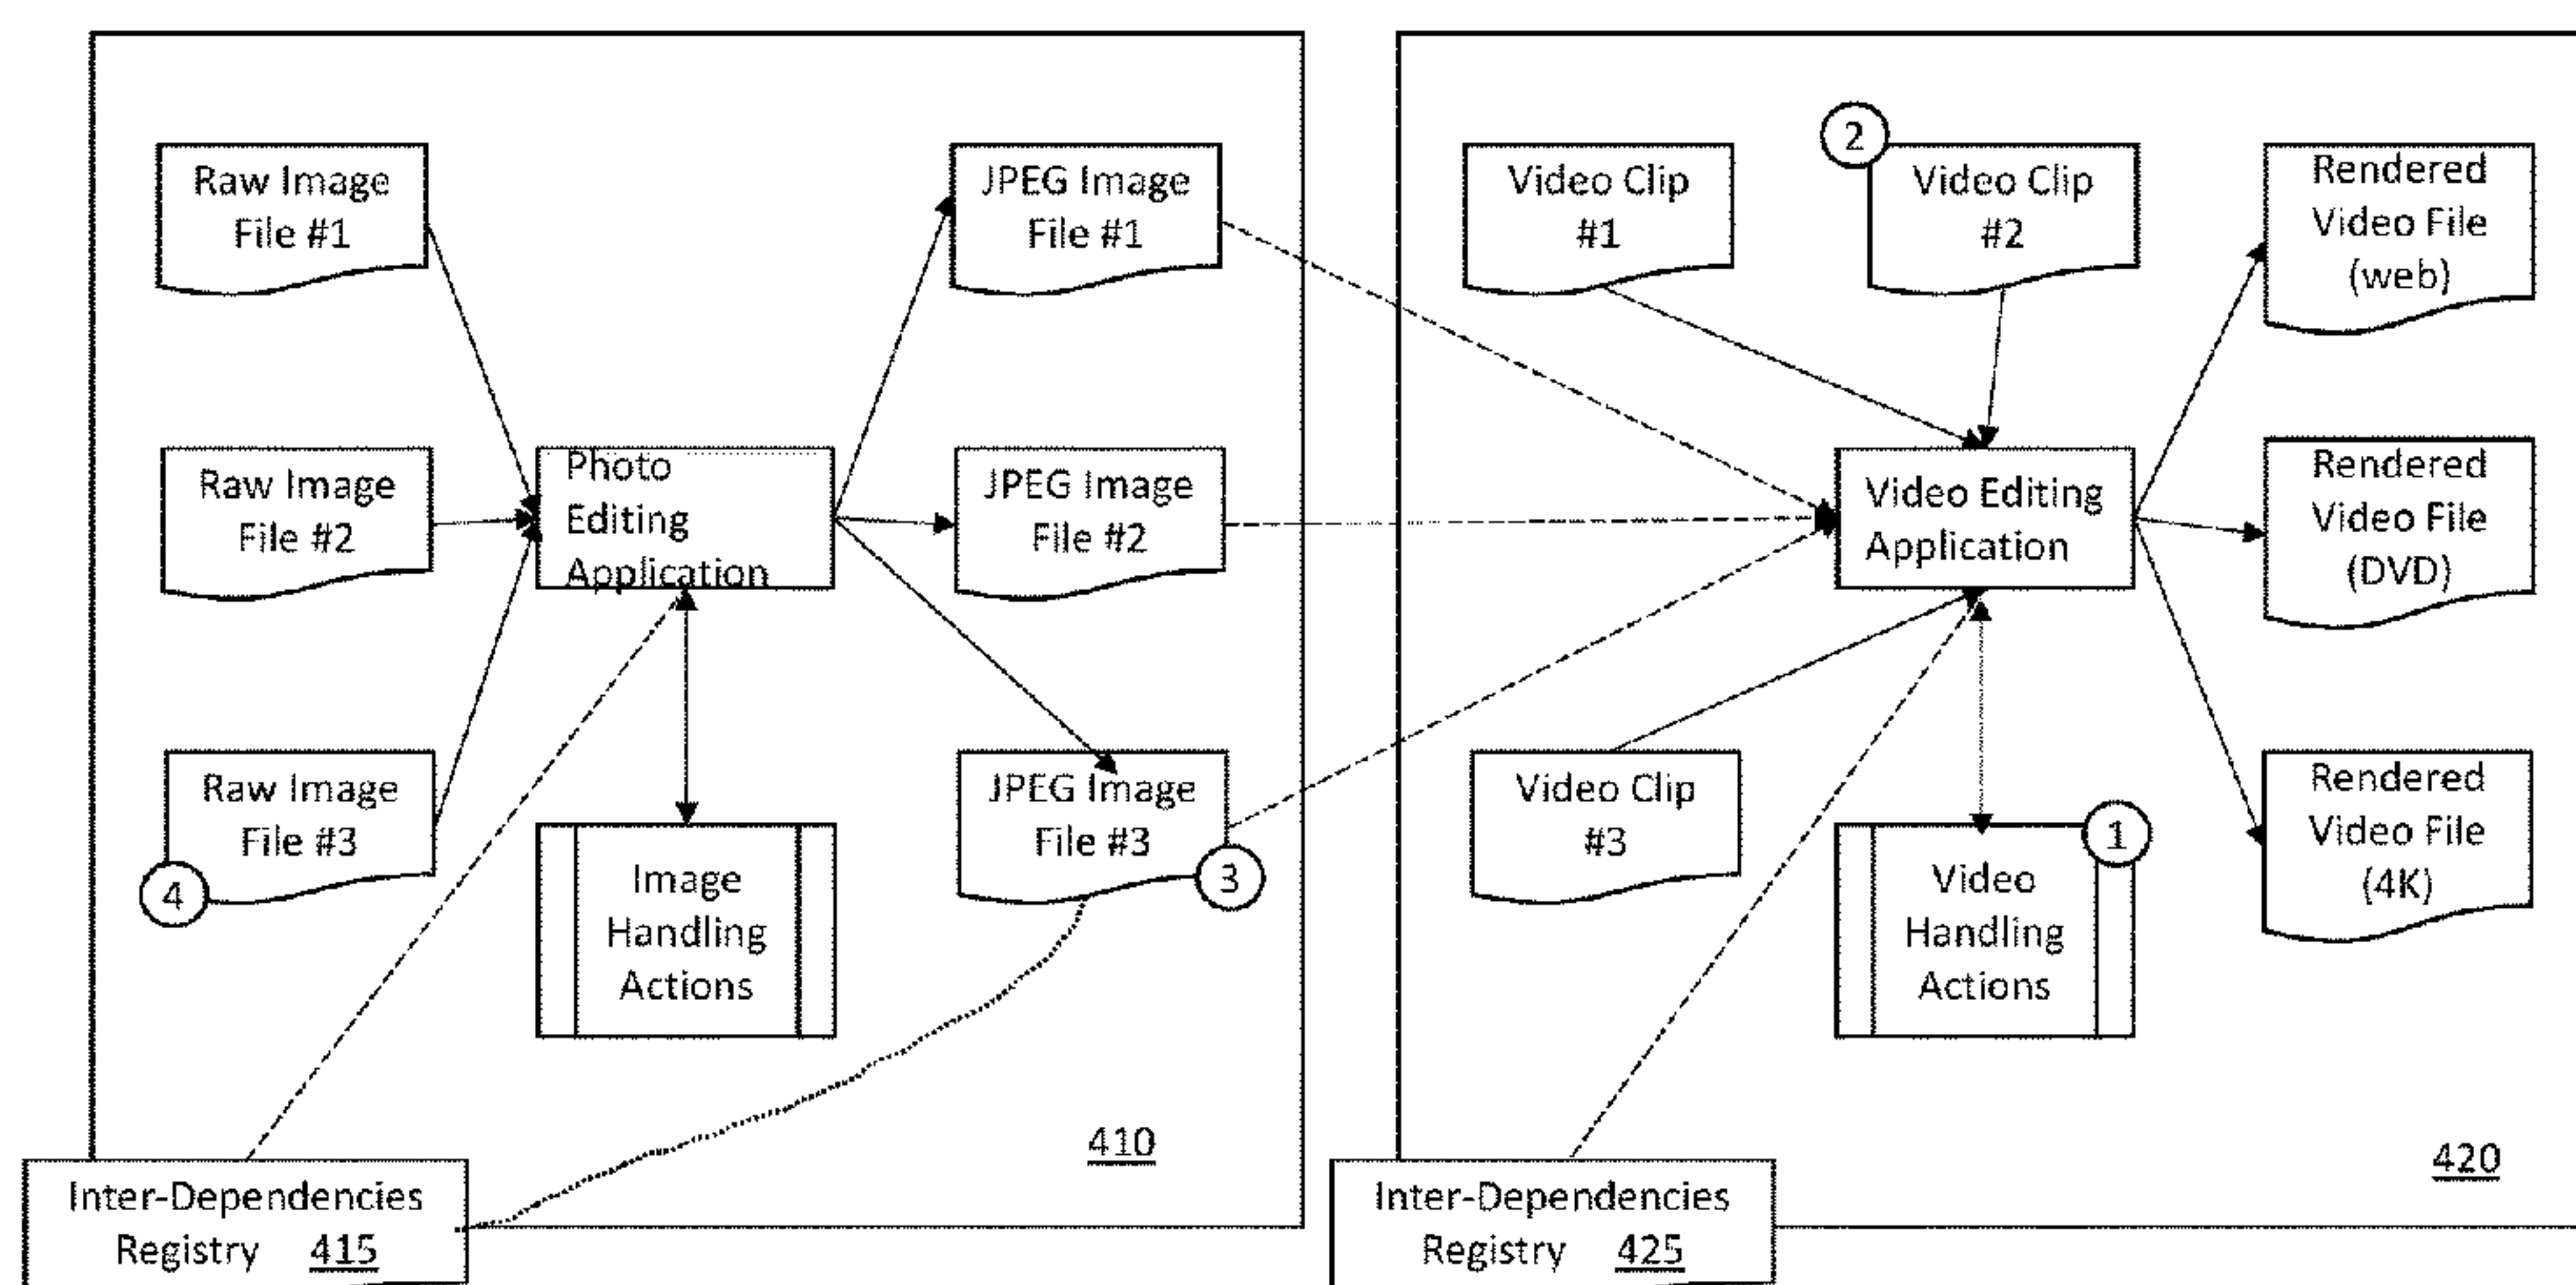 Raw Image
File #1
JPEG Image
File #1
Video Clip
#1
2
Video Clip
#2
Rendered
Video File
(web)
Raw Image
File #2
Photo
Editing
Application
JPEG Image
File #2
Video Editing
Application
Rendered
Video File
(DVD)
Raw Image
File #3
4
Image
Handling
Actions
JPEG Image
File #3
3
Video Clip
#3
Video
Handling
Actions
1
Rendered
Video File
(4K)
410
420
Inter-Dependencies
Registry 415
Inter-Dependencies
Registry 425